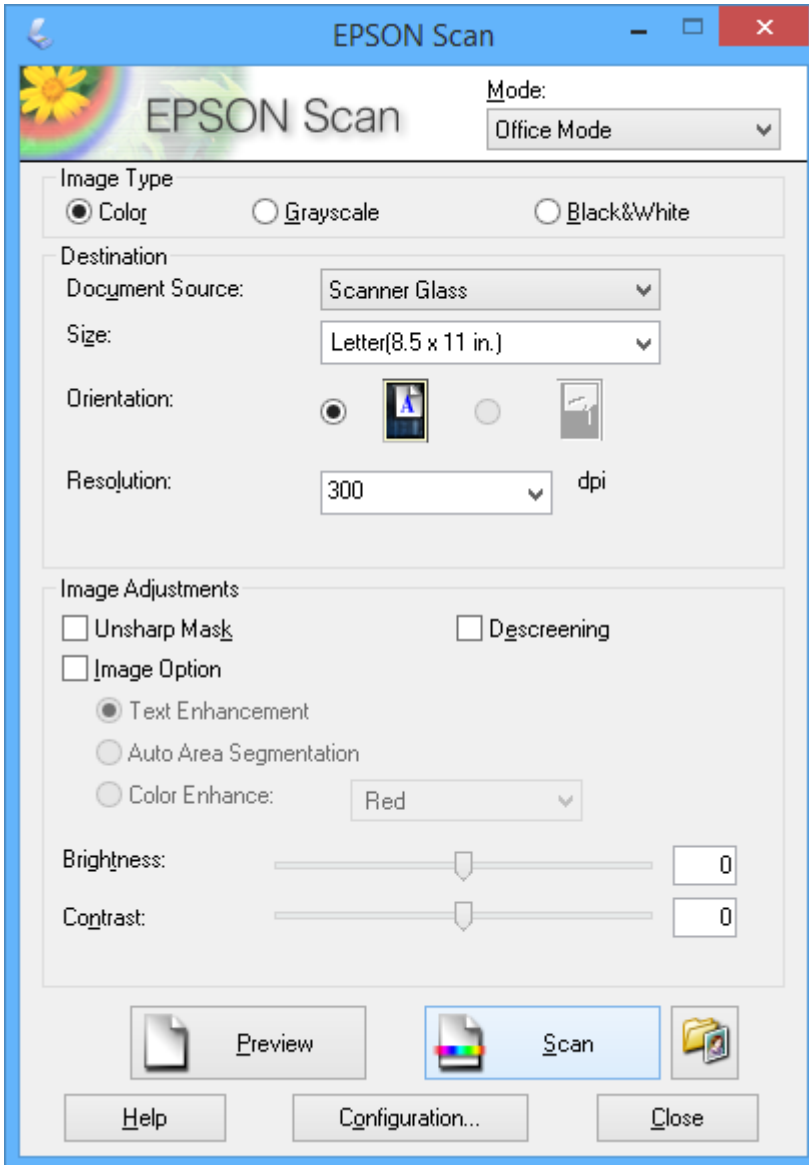 EPSON Scan
EPSON Scan
Mode:
Office Mode
Image Type
Color Grayscale Black&White
Destination
Document Source: Scanner Glass
Size: Letter(8.5 x 11 in.)
Orientation: A
Resolution: 300 dpi
Image Adjustments
Unsharp Mask Descreening
Image Option
Text Enhancement
Auto Area Segmentation
Color Enhance: Red
Brightness: 0
Contrast: 0
Preview Scan
Help Configuration... Close